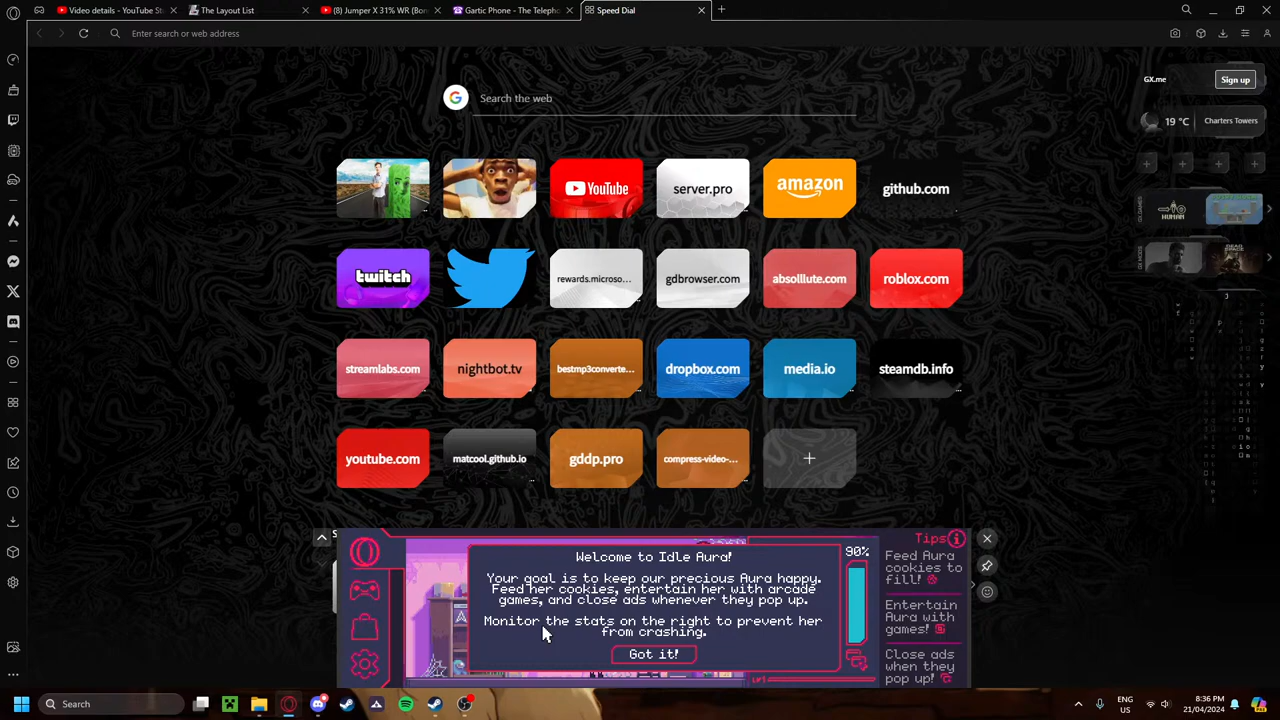 Video details - YouTube St
The Layout List
(8) Jumper X 31% WR (Bor
Gartic Phone - The Teleph
Speed Dial
Enter search or web address
GX.me
Sign up
Search the web
19 °C
Charters Towers
YouTube
server.pro
amazon
github.com
HUMAN
twitch
rewards.microso...
gdbrowser.com
absolllute.com
roblox.com
DEAD SPACE
streamlabs.com
nightbot.tv
bestmp3converte...
dropbox.com
media.io
steamdb.info
youtube.com
matcool.github.io
gddp.pro
compress-video-...
Welcome to Idle Aura!
Your goal is to keep our precious Aura happy.
Feed her cookies, entertain her with arcade
games, and close ads whenever they pop up.
Monitor the stats on the right to prevent her
from crashing.
Got it!
90%
Tips
Feed Aura
cookies to
fill!
Entertain
Aura with
games!
Close ads
when they
pop up!
Search
ENG
US
8:36 PM
21/04/2024